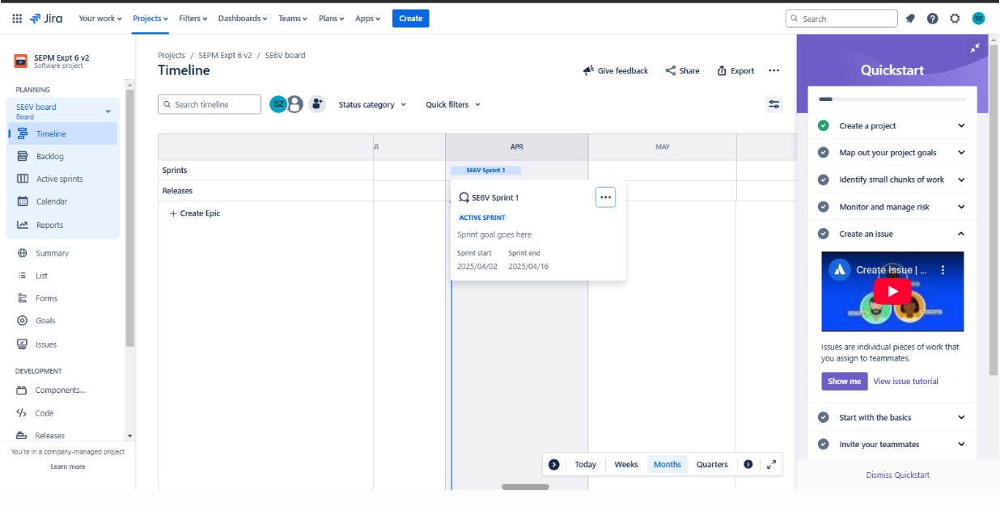 Jira
Your work
Projects
Filters
Dashboards
Teams
Plans
Apps
Create
Search
SZ
SEPM Expt 6 v2
Software project
PLANNING
SE6V board
Board
Timeline
Backlog
Active sprints
Calendar
Reports
Summary
List
Forms
Goals
Issues
DEVELOPMENT
Components...
Code
Releases
You're in a company-managed project
Learn more
Projects / SEPM Expt 6 v2 / SE6V board
Timeline
Give feedback
Share
Export
Search timeline
SZ
Status category
Quick filters
APR
MAY
Sprints
SE6V Sprint 1
Releases
Create Epic
SE6V Sprint 1
ACTIVE SPRINT
Sprint goal goes here
Sprint start Sprint end
2025/04/02 2025/04/16
Today
Weeks
Months
Quarters
Quickstart
Create a project
Map out your project goals
Identify small chunks of work
Monitor and manage risk
Create an issue
Create Issue | ...
Issues are individual pieces of work that
you assign to teammates.
Show me
View issue tutorial
Start with the basics
Invite your teammates
Dismiss Quickstart